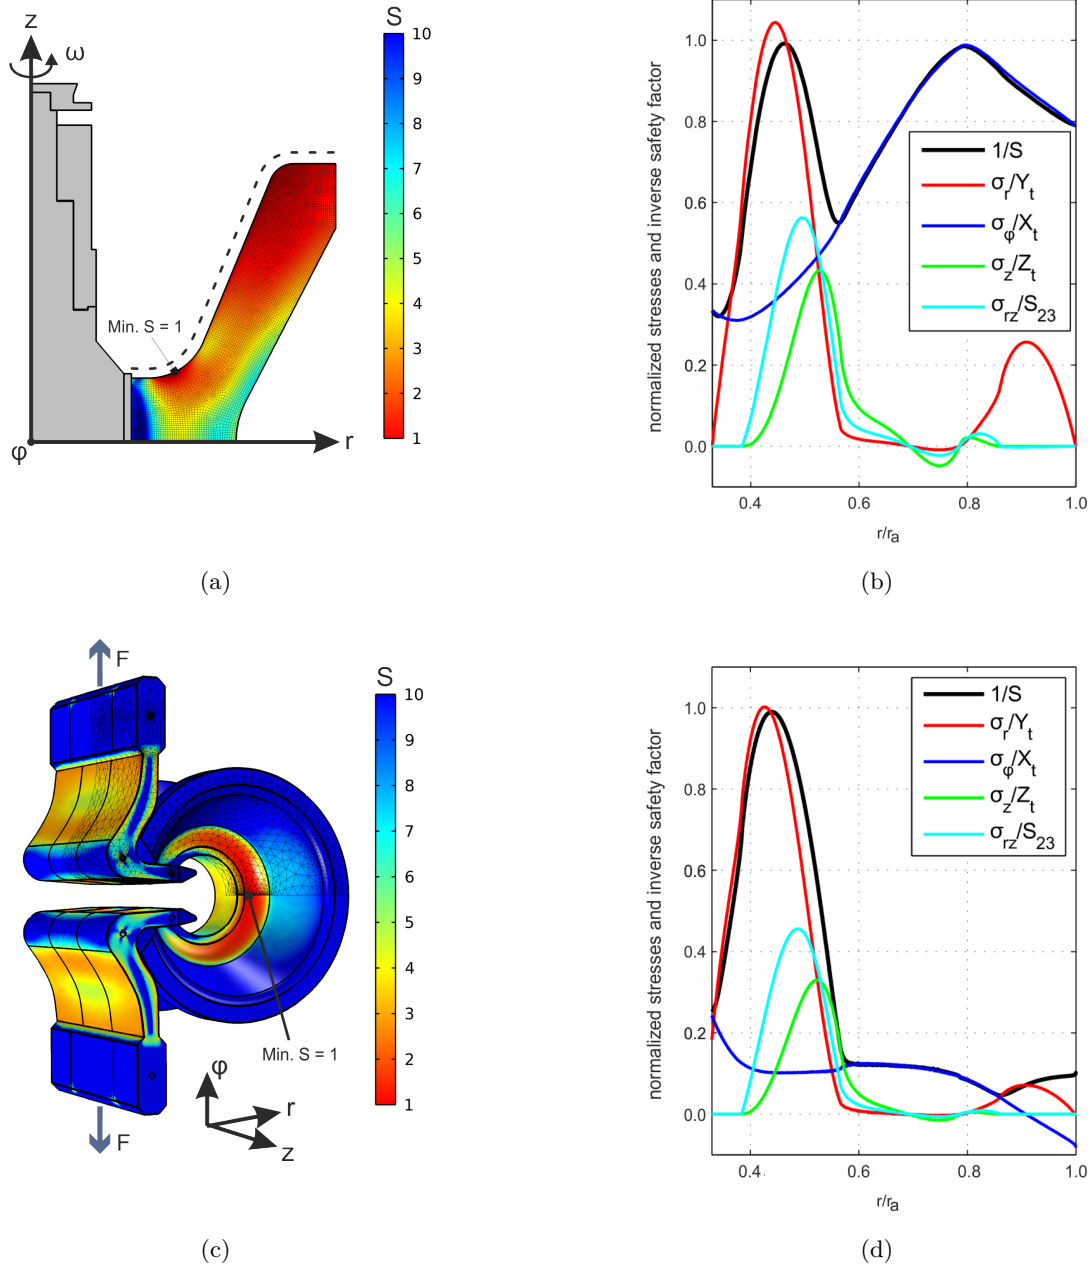 z
ω
S
10
9
8
7
6
5
4
3
2
1
Min. S = 1
r
φ
(a)
normalized stresses and inverse safety factor
1.0
0.8
0.6
0.4
0.2
0.0
1/S
σr/Yt
σφ/Xt
σz/Zt
σrz/S23
0.4 0.6 0.8 1.0
r/ra
(b)
F
S
10
9
8
7
6
5
4
3
2
1
Min. S = 1
φ
r
z
F
(c)
normalized stresses and inverse safety factor
1.0
0.8
0.6
0.4
0.2
0.0
1/S
σr/Yt
σφ/Xt
σz/Zt
σrz/S23
0.4 0.6 0.8 1.0
r/ra
(d)